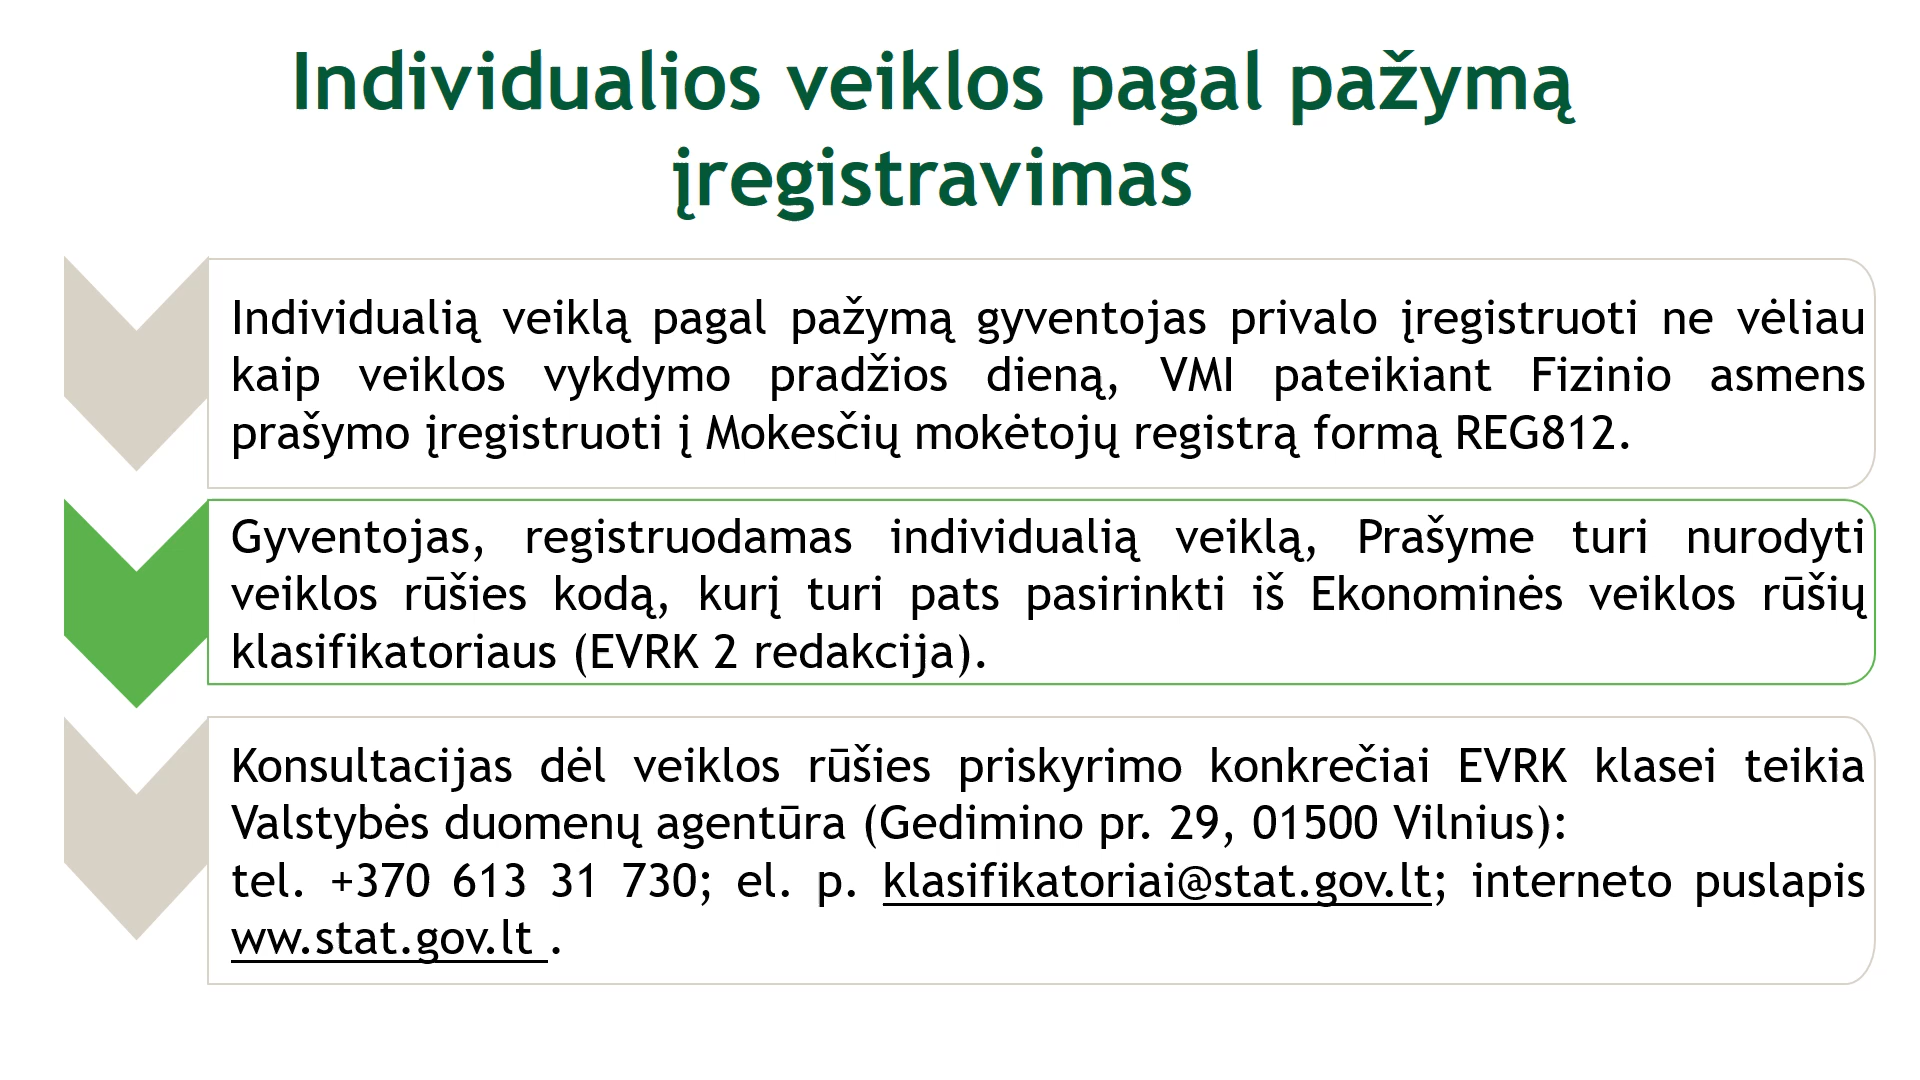 Individualios veiklos pagal pažymą
įregistravimas
Individualią veiklą pagal pažymą gyventojas privalo įregistruoti ne vėliau
kaip veiklos vykdymo pradžios dieną, VMI pateikiant Fizinio asmens
prašymo įregistruoti į Mokesčių mokėtojų registrą formą REG812.
Gyventojas, registruodamas individualią veiklą, Prašyme turi nurodyti
veiklos rūšies kodą, kurį turi pats pasirinkti iš Ekonominės veiklos rūšių
klasifikatoriaus (EVRK 2 redakcija).
Konsultacijas dėl veiklos rūšies priskyrimo konkrečiai EVRK klasei teikia
Valstybės duomenų agentūra (Gedimino pr. 29, 01500 Vilnius):
tel. +370 613 31 730; el. p. klasifikatoriai@stat.gov.lt; interneto puslapis
ww.stat.gov.lt .